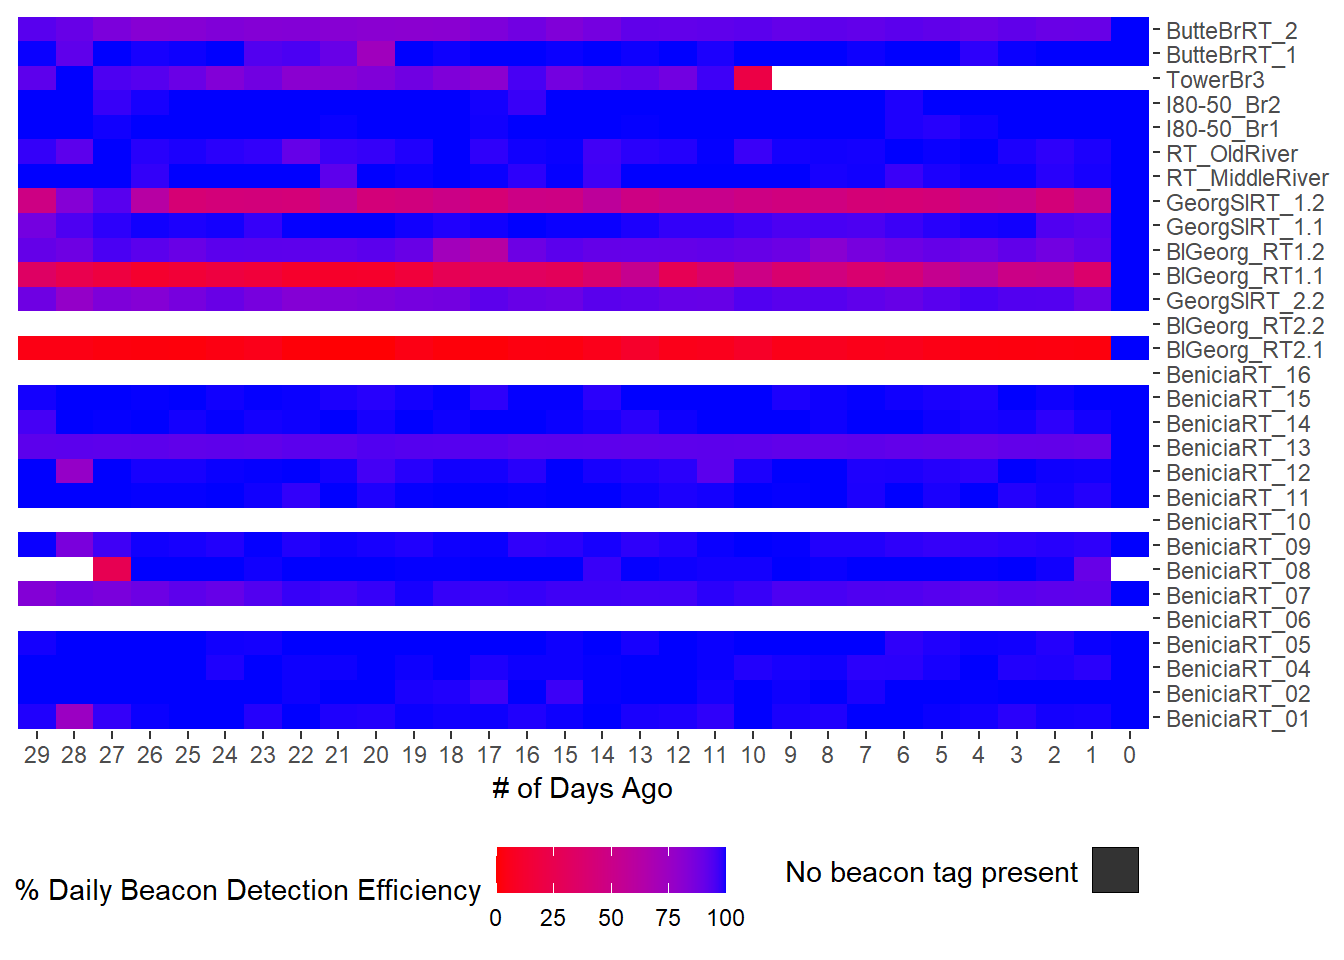 ButteBrRT_2
ButteBrRT_1
TowerBr3
I80-50_Br2
I80-50_Br1
RT_OldRiver
RT_MiddleRiver
GeorgSlRT_1.2
GeorgSlRT_1.1
BlGeorg_RT1.2
BlGeorg_RT1.1
GeorgSlRT_2.2
BlGeorg_RT2.2
BlGeorg_RT2.1
BeniciaRT_16
BeniciaRT_15
BeniciaRT_14
BeniciaRT_13
BeniciaRT_12
BeniciaRT_11
BeniciaRT_10
BeniciaRT_09
BeniciaRT_08
BeniciaRT_07
BeniciaRT_06
BeniciaRT_05
BeniciaRT_04
BeniciaRT_02
BeniciaRT_01
29 28 27 26 25 24 23 22 21 20 19 18 17 16 15 14 13 12 11 10 9 8 7 6 5 4 3 2 1 0
# of Days Ago
% Daily Beacon Detection Efficiency
0 25 50 75 100
No beacon tag present